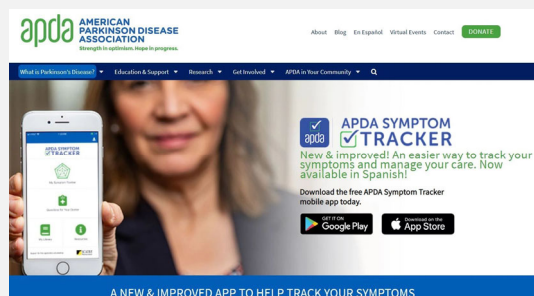 apda AMERICAN
PARKINSON DISEASE
ASSOCIATION
Strength in optimism. Hope in progress.
About Blog En Español Virtual Events Contact DONATE
What is Parkinson's Disease? Education & Support Research Get Involved APDA in Your Community
APDA SYMPTOM
TRACKER
apda
New & improved! An easier way to track your
symptoms and manage your care. Now
available in Spanish!
Download the free APDA Symptom Tracker
mobile app today.
GET IT ON
Google Play
Download on the
App Store
APDA SYMPTOM
TRACKER
A NEW & IMPROVED APP TO HELP TRACK YOUR SYMPTOMS